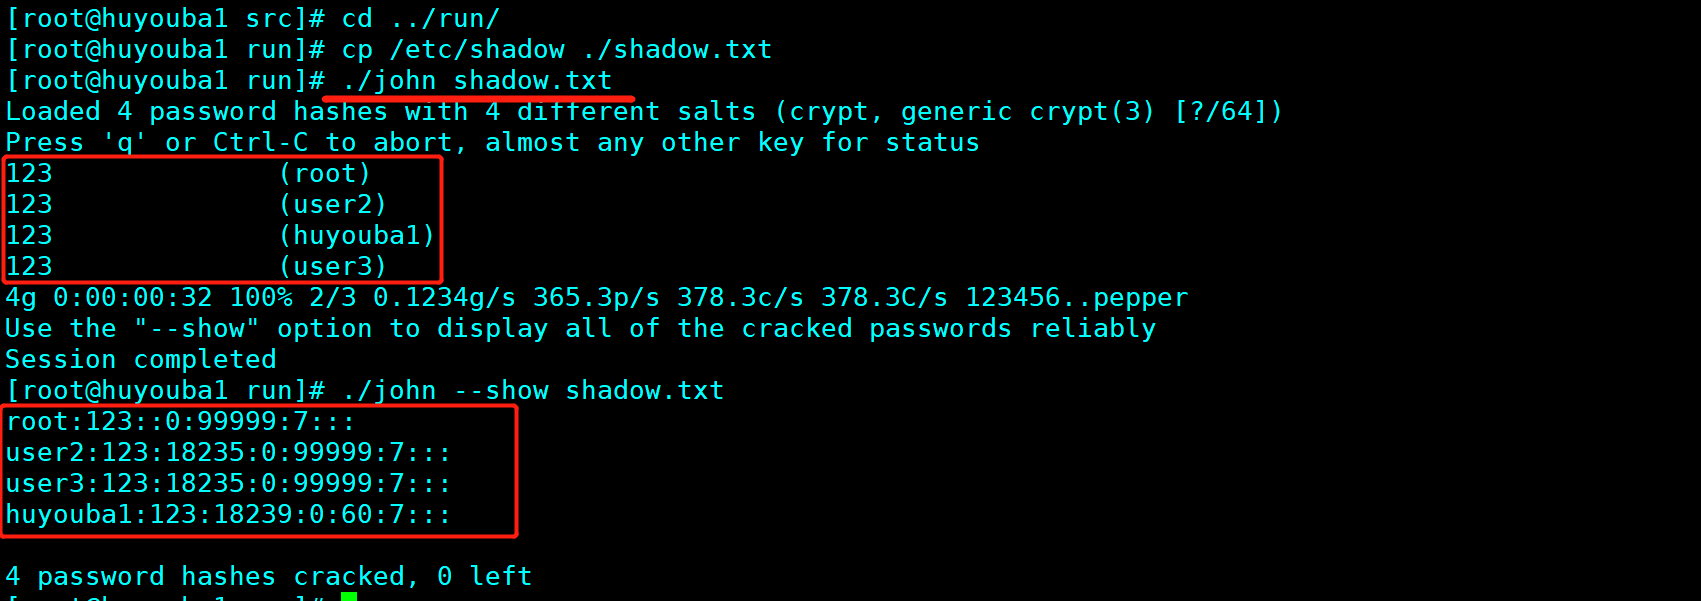 [root@huyouba1 src]# cd ../run/
[root@huyouba1 run]# cp /etc/shadow ./shadow.txt
[root@huyouba1 run]# ./john shadow.txt
Loaded 4 password hashes with 4 different salts (crypt, generic crypt(3) [?/64])
Press 'q' or Ctrl-C to abort, almost any other key for status
123              (root)
123              (user2)
123              (huyouba1)
123              (user3)
4g 0:00:00:32 100% 2/3 0.1234g/s 365.3p/s 378.3c/s 378.3C/s 123456..pepper
Use the "--show" option to display all of the cracked passwords reliably
Session completed
[root@huyouba1 run]# ./john --show shadow.txt
root:123::0:99999:7:::
user2:123:18235:0:99999:7:::
user3:123:18235:0:99999:7:::
huyouba1:123:18239:0:60:7:::
4 password hashes cracked, 0 left